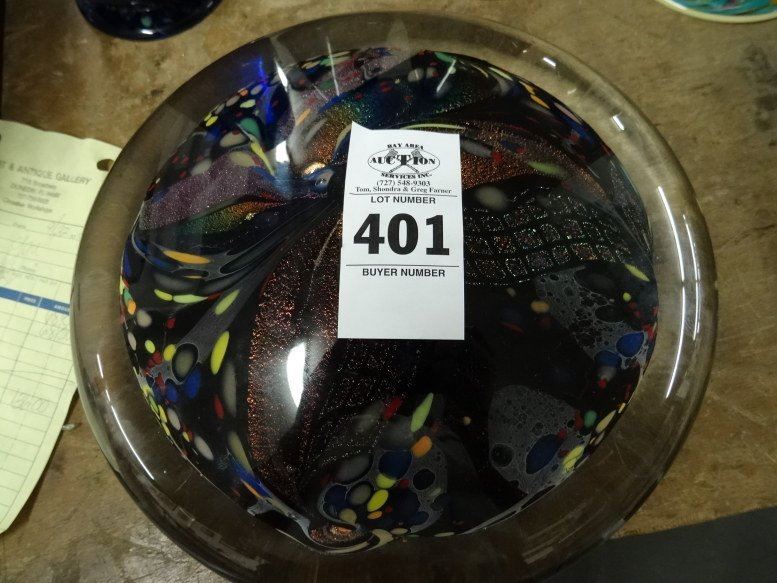 BAY AREA
AUCTION
SERVICES INC.
(727) 548-9303
Tom, Shondra & Greg Farner
LOT NUMBER
401
BUYER NUMBER
& ANTIQUE GALLERY